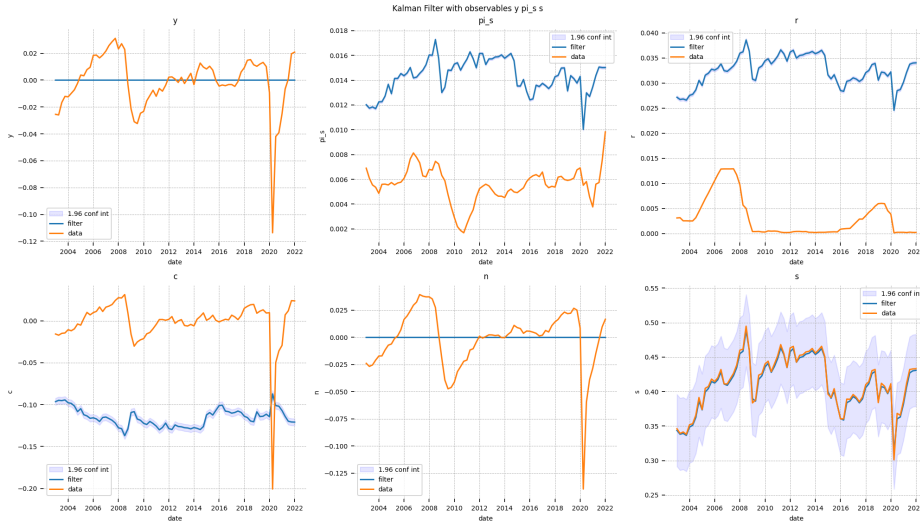 Kalman Filter with observables y pi_s s
y
0.02
0.00
−0.02
−0.04
−0.06
−0.08
−0.10
−0.12
y
1.96 conf int
filter
data
2004 2006 2008 2010 2012 2014 2016 2018 2020 2022
date
pi_s
0.018
0.016
0.014
0.012
0.010
0.008
0.006
0.004
0.002
pi_s
1.96 conf int
filter
data
2004 2006 2008 2010 2012 2014 2016 2018 2020 2022
date
r
0.040
0.035
0.030
0.025
0.020
0.015
0.010
0.005
0.000
r
1.96 conf int
filter
data
2004 2006 2008 2010 2012 2014 2016 2018 2020 2022
date
c
0.00
−0.05
−0.10
−0.15
−0.20
c
1.96 conf int
filter
data
2004 2006 2008 2010 2012 2014 2016 2018 2020 2022
date
n
0.025
0.000
−0.025
−0.050
−0.075
−0.100
−0.125
n
1.96 conf int
filter
data
2004 2006 2008 2010 2012 2014 2016 2018 2020 2022
date
s
0.55
0.50
0.45
0.40
0.35
0.30
0.25
s
1.96 conf int
filter
data
2004 2006 2008 2010 2012 2014 2016 2018 2020 2022
date